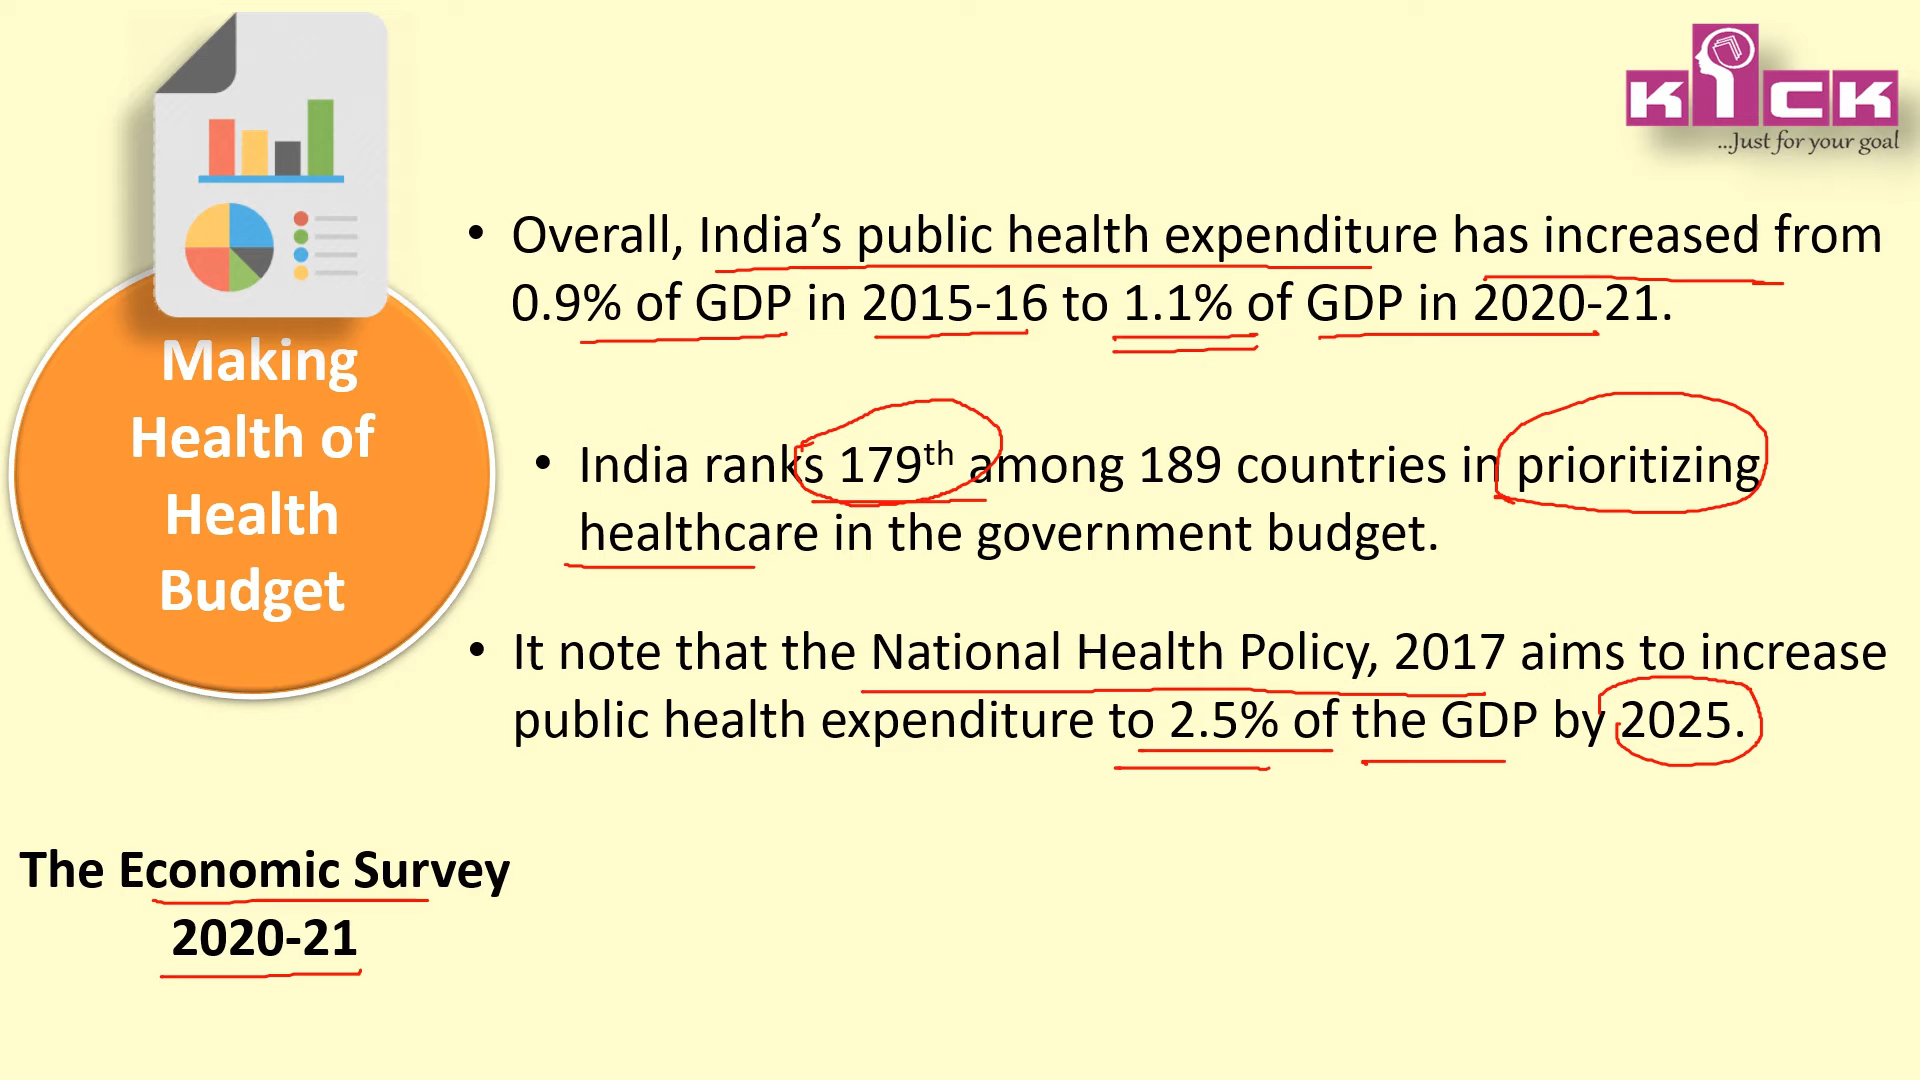 KICK
...Just for your goal
Making
Health of
Health
Budget
• Overall, India’s public health expenditure has increased from
0.9% of GDP in 2015-16 to 1.1% of GDP in 2020-21.
• India ranks 179th among 189 countries in prioritizing
healthcare in the government budget.
• It note that the National Health Policy, 2017 aims to increase
public health expenditure to 2.5% of the GDP by 2025.
The Economic Survey
2020-21